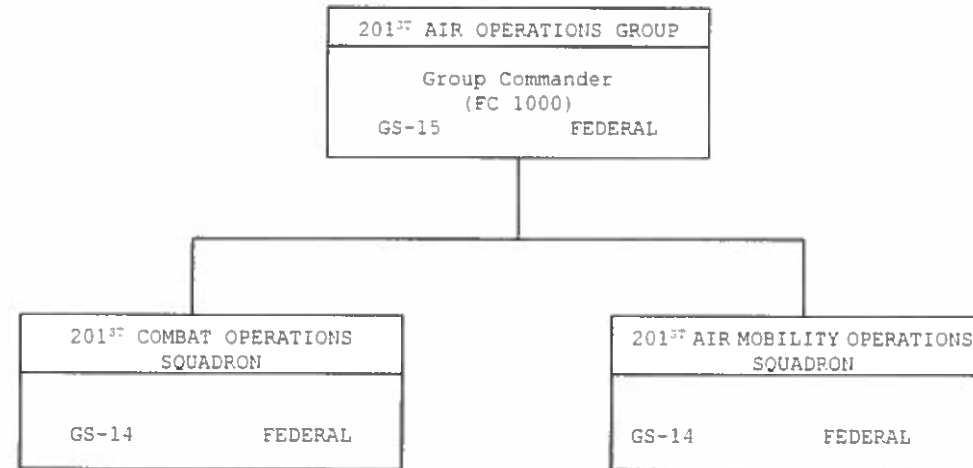 201ST AIR OPERATIONS GROUP
Group Commander
(FC 1000)
GS-15 FEDERAL
201ST COMBAT OPERATIONS
SQUADRON
GS-14 FEDERAL
201ST AIR MOBILITY OPERATIONS
SQUADRON
GS-14 FEDERAL